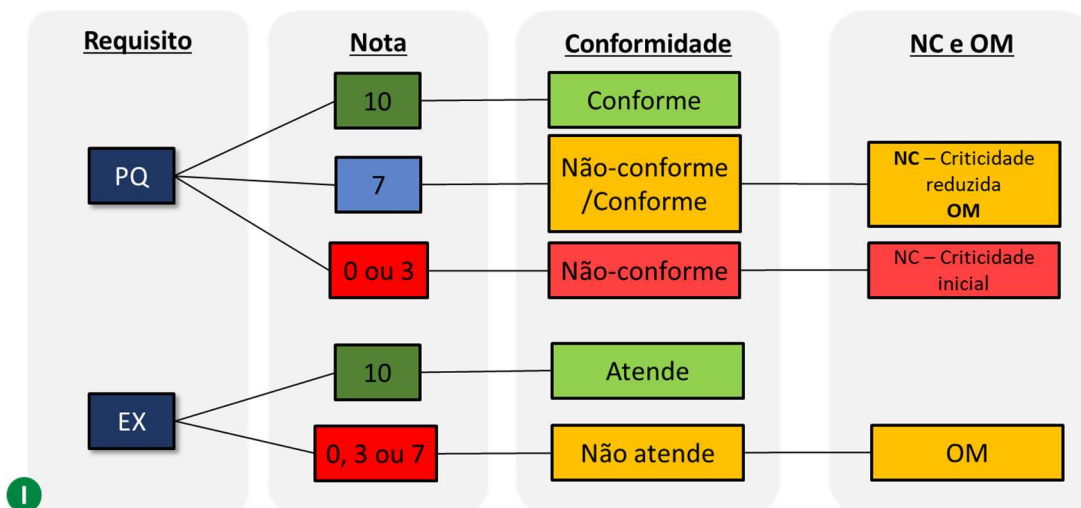 Requisito
Nota
Conformidade
NC e OM
PQ
10
Conforme
7
Não-conforme
/Conforme
NC – Criticidade
reduzida
OM
0 ou 3
Não-conforme
NC – Criticidade
inicial
EX
10
Atende
0, 3 ou 7
Não atende
OM
I